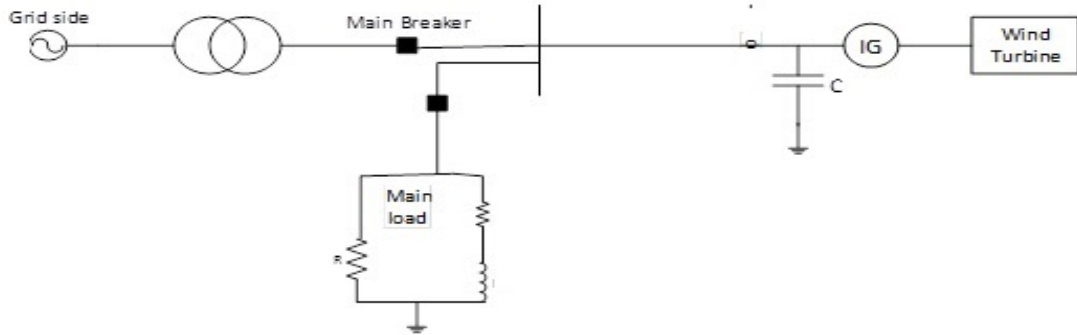 Grid side
Main Breaker
IG
Wind
Turbine
C
Main
load
R